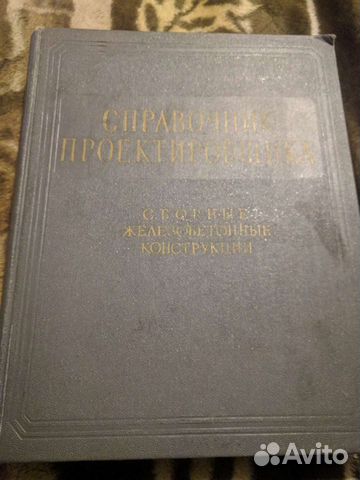 СПРАВОЧНИК
ПРОЕКТИРОВЩИКА
СБОРНЫЕ
ЖЕЛЕЗОБЕТОННЫЕ
КОНСТРУКЦИИ
Avito